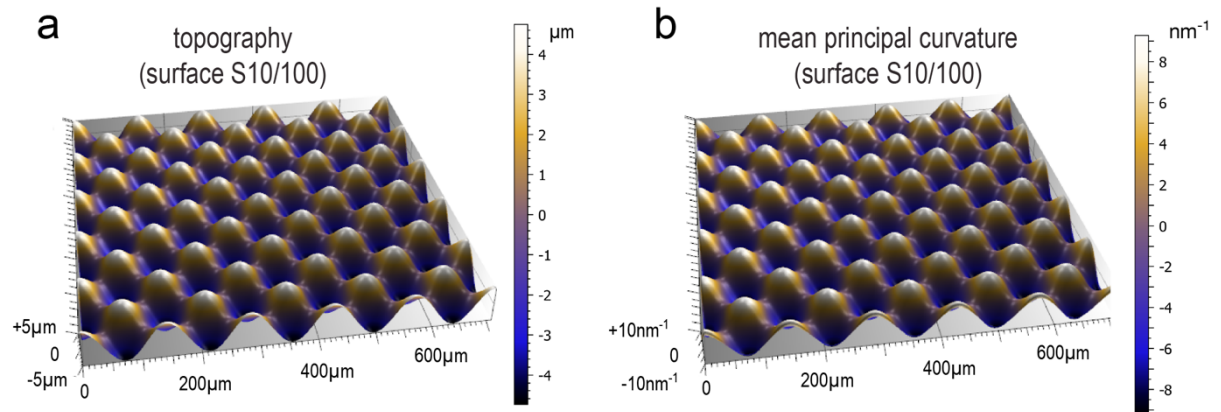 a
topography
(surface S10/100)
µm
4
3
2
1
0
-1
-2
-3
-4
+5µm
0
-5µm
0
200µm
400µm
600µm
b
mean principal curvature
(surface S10/100)
nm⁻¹
8
6
4
2
0
-2
-4
-6
-8
+10nm⁻¹
0
-10nm⁻¹
0
200µm
400µm
600µm